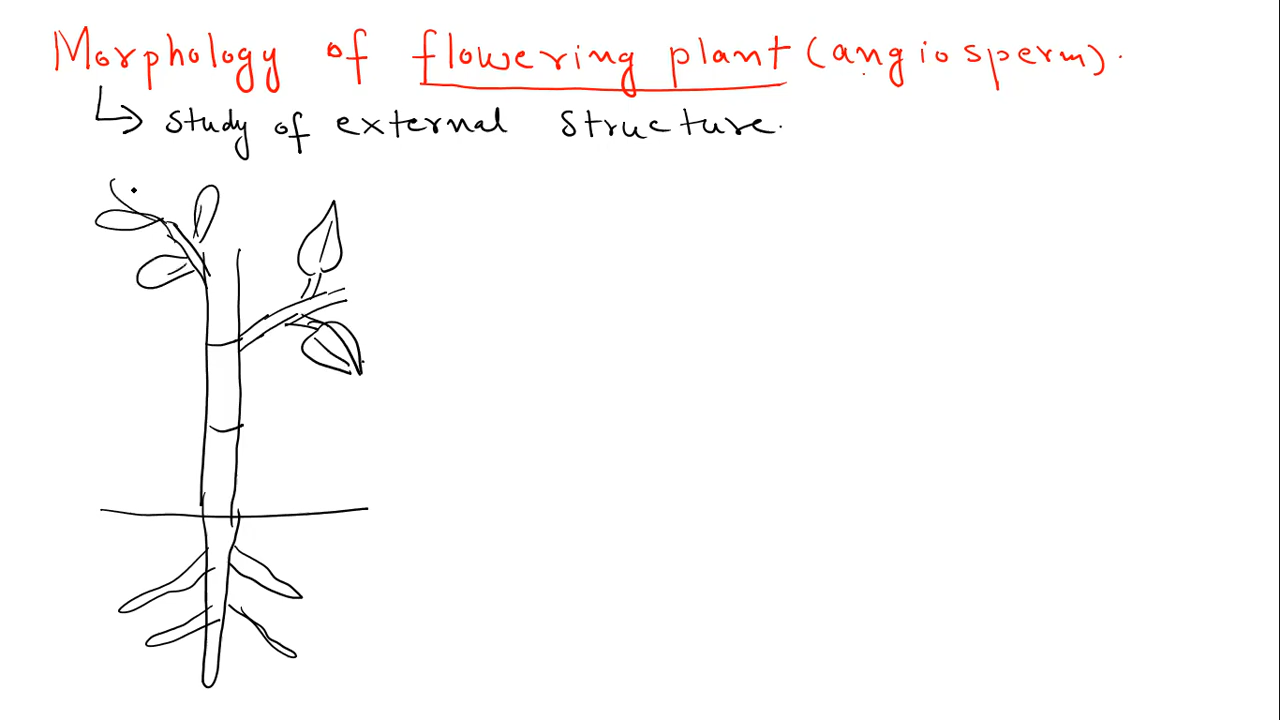 Morphology of flowering plant (angiosperm).
↳ study of external structure.